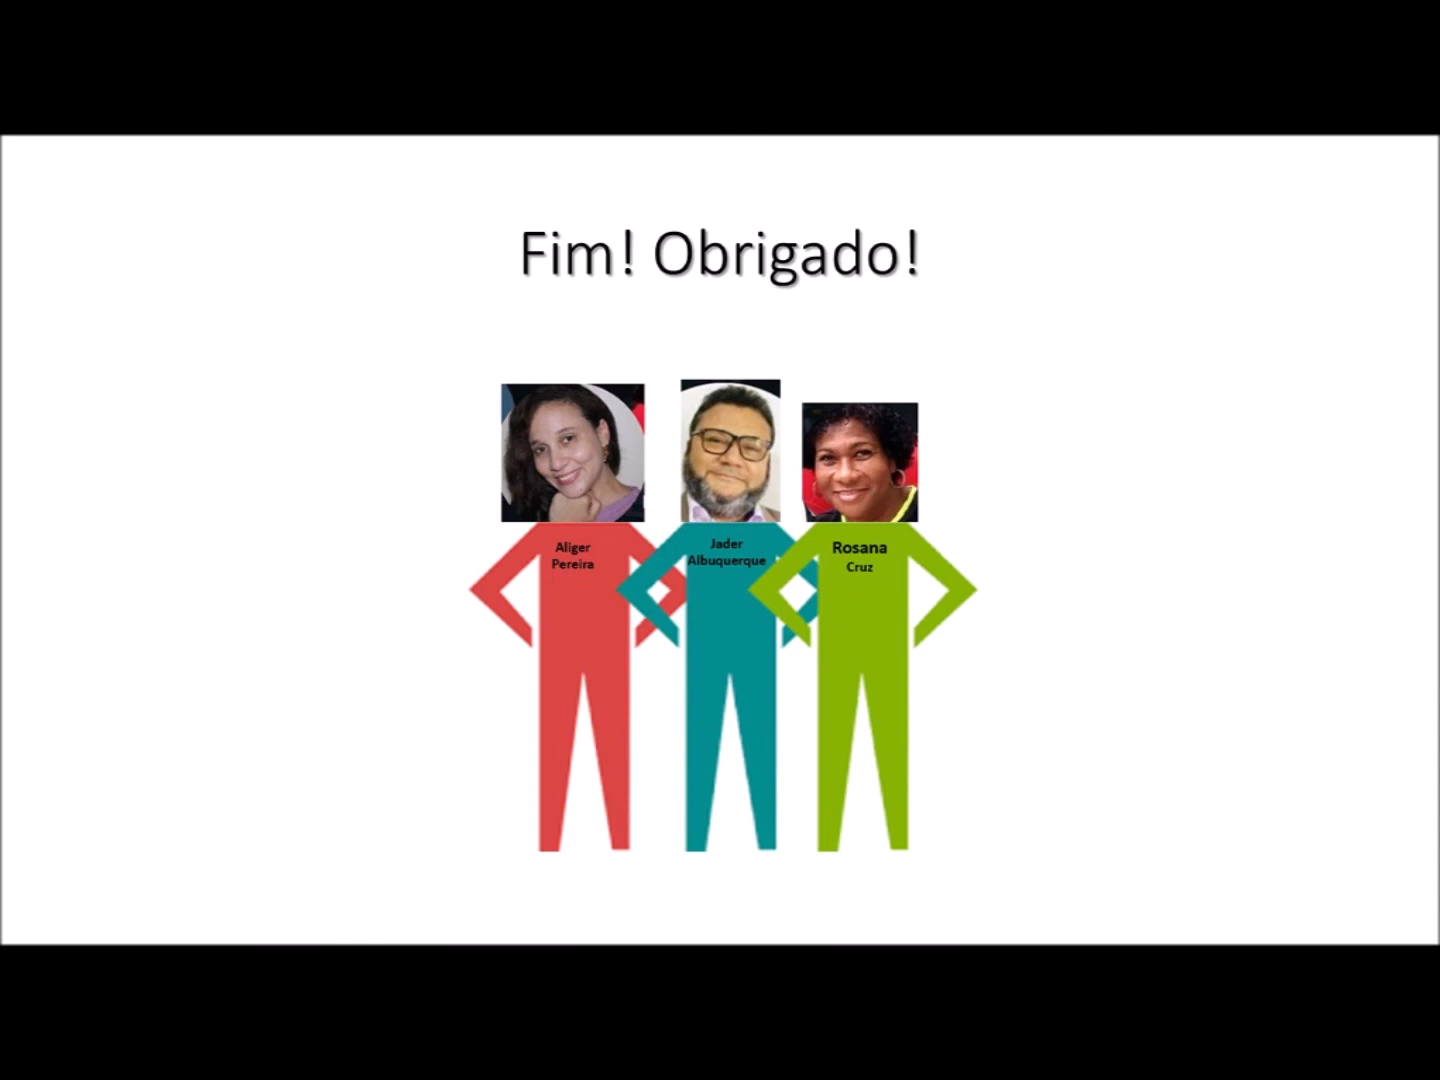 Fim! Obrigado!
Aliger
Pereira
Jader
Albuquerque
Rosana
Cruz